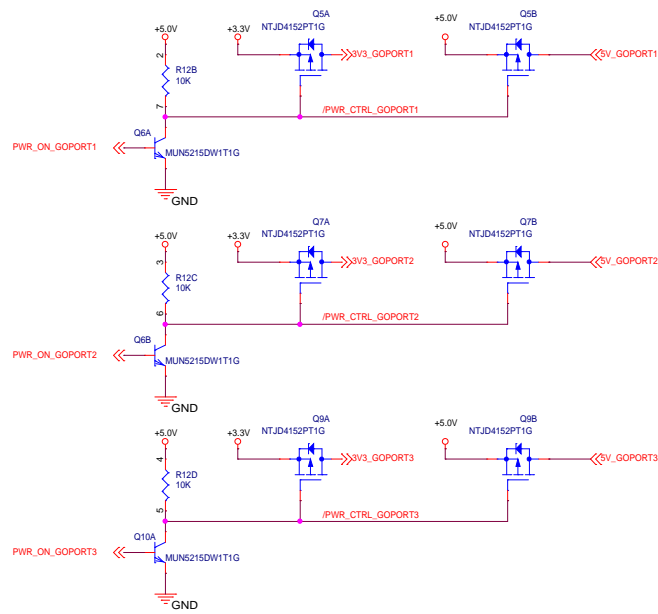 Q5A
NTJD4152PT1G
Q5B
NTJD4152PT1G
+5.0V
+3.3V
+5.0V
2
R12B
10K
7
3V3_GOPORT1
5V_GOPORT1
/PWR_CTRL_GOPORT1
Q6A
PWR_ON_GOPORT1
MUN5215DW1T1G
GND
Q7A
NTJD4152PT1G
Q7B
NTJD4152PT1G
+5.0V
+3.3V
+5.0V
3
R12C
10K
6
3V3_GOPORT2
5V_GOPORT2
/PWR_CTRL_GOPORT2
Q6B
PWR_ON_GOPORT2
MUN5215DW1T1G
GND
Q9A
NTJD4152PT1G
Q9B
NTJD4152PT1G
+5.0V
+3.3V
+5.0V
4
R12D
10K
5
3V3_GOPORT3
5V_GOPORT3
/PWR_CTRL_GOPORT3
Q10A
PWR_ON_GOPORT3
MUN5215DW1T1G
GND